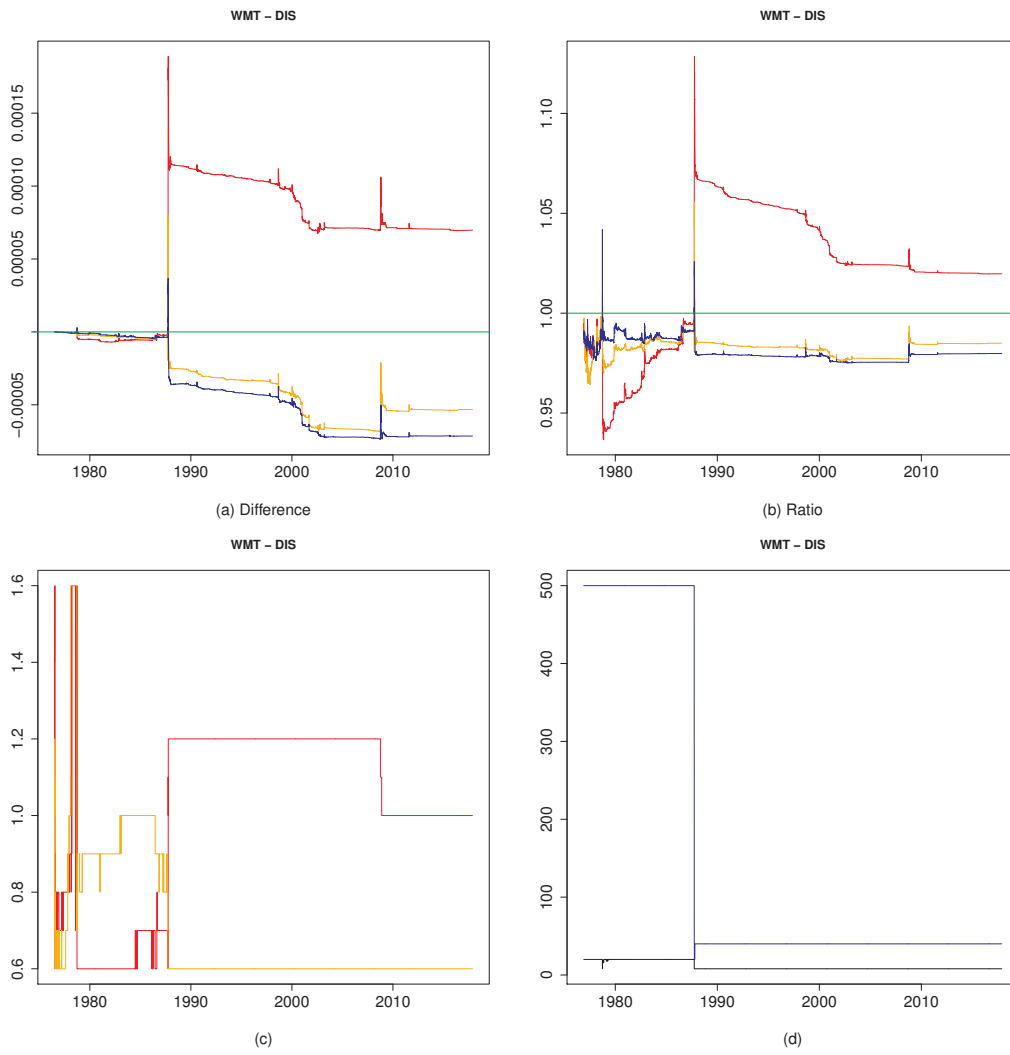 WMT – DIS
0.00015
0.00010
0.00005
−0.00005
1980 1990 2000 2010
(a) Difference
WMT – DIS
1.10
1.05
1.00
0.95
1980 1990 2000 2010
(b) Ratio
WMT – DIS
1.6
1.4
1.2
1.0
0.8
0.6
1980 1990 2000 2010
(c)
WMT – DIS
500
400
300
200
100
0
1980 1990 2000 2010
(d)